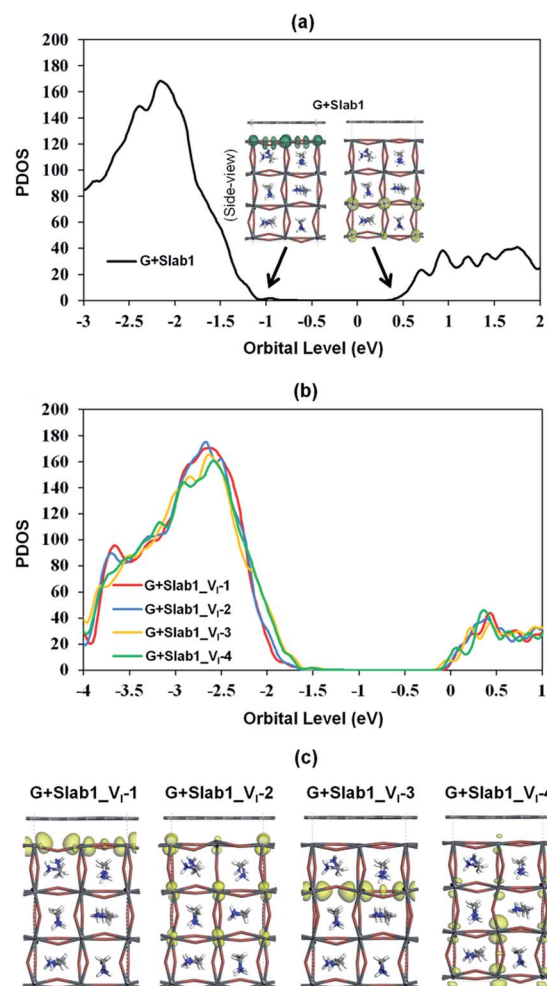 (a)
200
180
160
140
120
100
80
60
40
20
0
PDOS
G+Slab1
(Side-view)
G+Slab1
-3 -2.5 -2 -1.5 -1 -0.5 0 0.5 1 1.5 2
Orbital Level (eV)
(b)
200
180
160
140
120
100
80
60
40
20
0
PDOS
G+Slab1_VI-1
G+Slab1_VI-2
G+Slab1_VI-3
G+Slab1_VI-4
-4 -3.5 -3 -2.5 -2 -1.5 -1 -0.5 0 0.5 1
Orbital Level (eV)
(c)
G+Slab1_VI-1 G+Slab1_VI-2 G+Slab1_VI-3 G+Slab1_VI-4